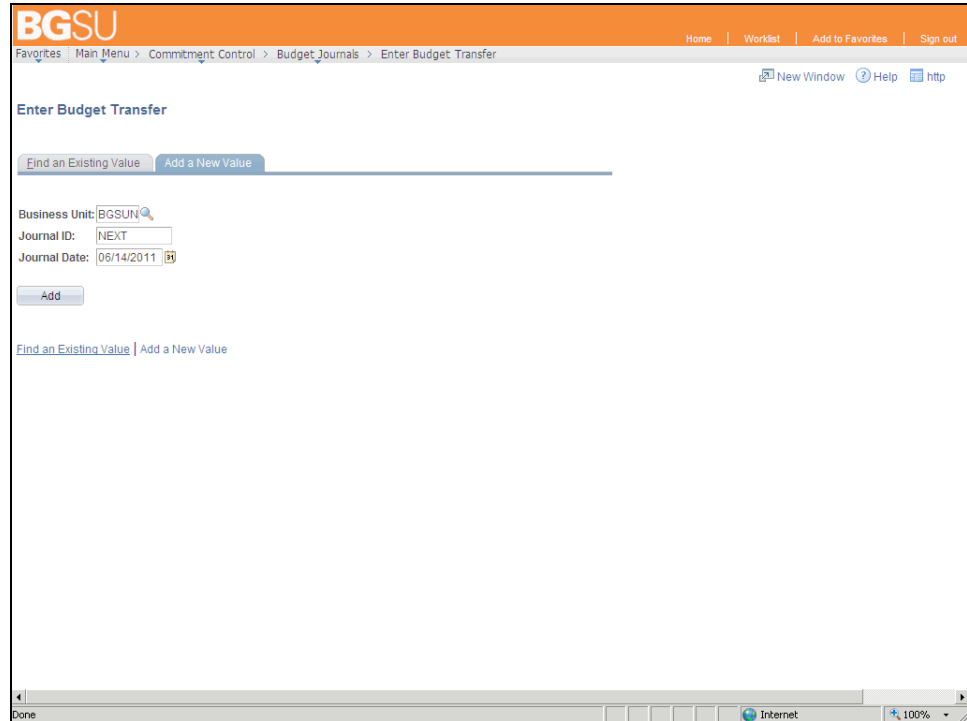 BGSU
Home | Worklist | Add to Favorites | Sign out
Favorites | Main Menu > Commitment Control > Budget Journals > Enter Budget Transfer
New Window Help http
Enter Budget Transfer
Find an Existing Value Add a New Value
Business Unit: BGSUN
Journal ID: NEXT
Journal Date: 06/14/2011 31
Add
Find an Existing Value | Add a New Value
Done Internet 100%